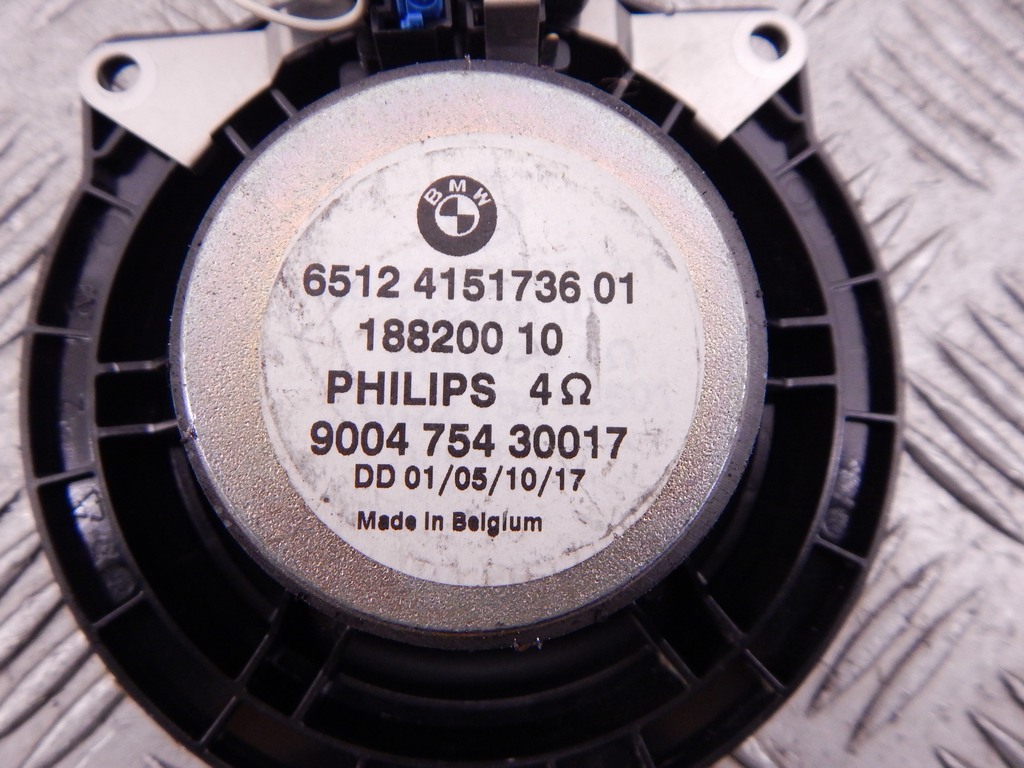 BMW
6512 4151736 01
188200 10
PHILIPS 4Ω
9004 754 30017
DD 01/05/10/17
Made in Belgium